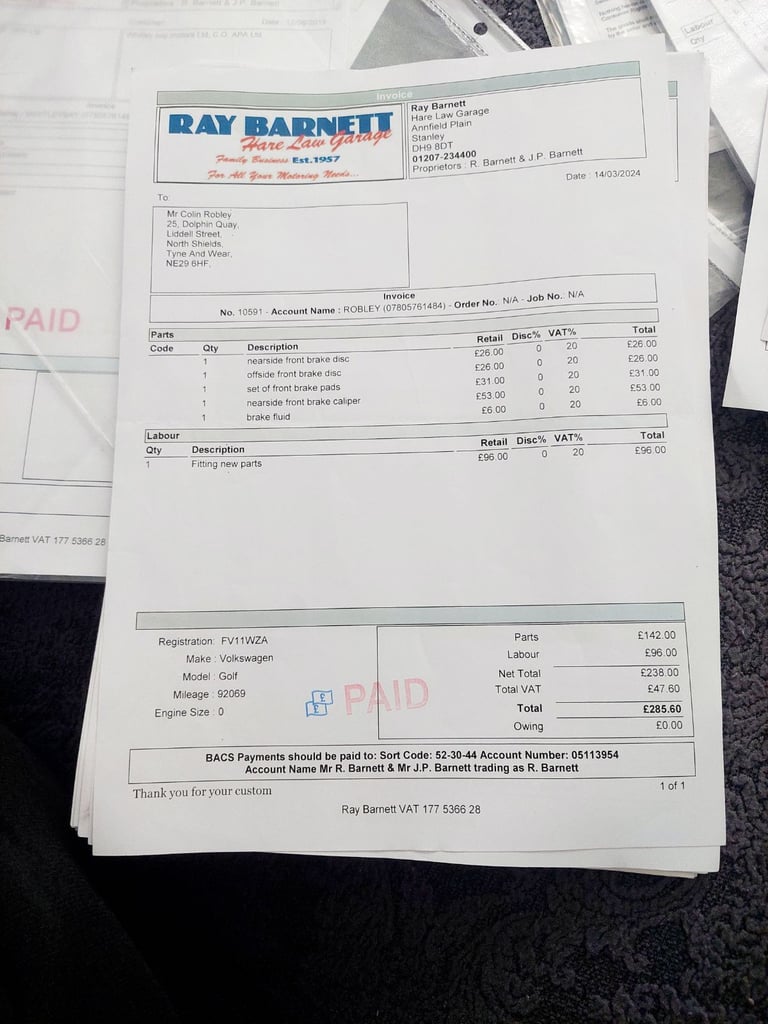 Invoice
RAY BARNETT
Hare Law Garage
Family Business Est.1957
For All Your Motoring Needs...
Ray Barnett
Hare Law Garage
Annfield Plain
Stanley
DH9 8DT
01207-234400
Proprietors : R. Barnett & J.P. Barnett
Date : 14/03/2024
To:
Mr Colin Robley
25, Dolphin Quay,
Liddell Street,
North Shields,
Tyne And Wear,
NE29 6HF,
Invoice
No. 10591 - Account Name : ROBLEY (07805761484) - Order No. N/A - Job No. N/A
Parts
Code Qty Description Retail Disc% VAT% Total
1 nearside front brake disc £26.00 0 20 £26.00
1 offside front brake disc £26.00 0 20 £26.00
1 set of front brake pads £31.00 0 20 £31.00
1 nearside front brake caliper £53.00 0 20 £53.00
1 brake fluid £6.00 0 20 £6.00
Labour
Qty Description Retail Disc% VAT% Total
1 Fitting new parts £96.00 0 20 £96.00
Registration: FV11WZA
Make : Volkswagen
Model : Golf
Mileage : 92069
Engine Size : 0
£ £ PAID
Parts £142.00
Labour £96.00
Net Total £238.00
Total VAT £47.60
Total £285.60
Owing £0.00
BACS Payments should be paid to: Sort Code: 52-30-44 Account Number: 05113954
Account Name Mr R. Barnett & Mr J.P. Barnett trading as R. Barnett
Thank you for your custom
1 of 1
Ray Barnett VAT 177 5366 28
PAID
Barnett VAT 177 5366 28
Labour
Qty